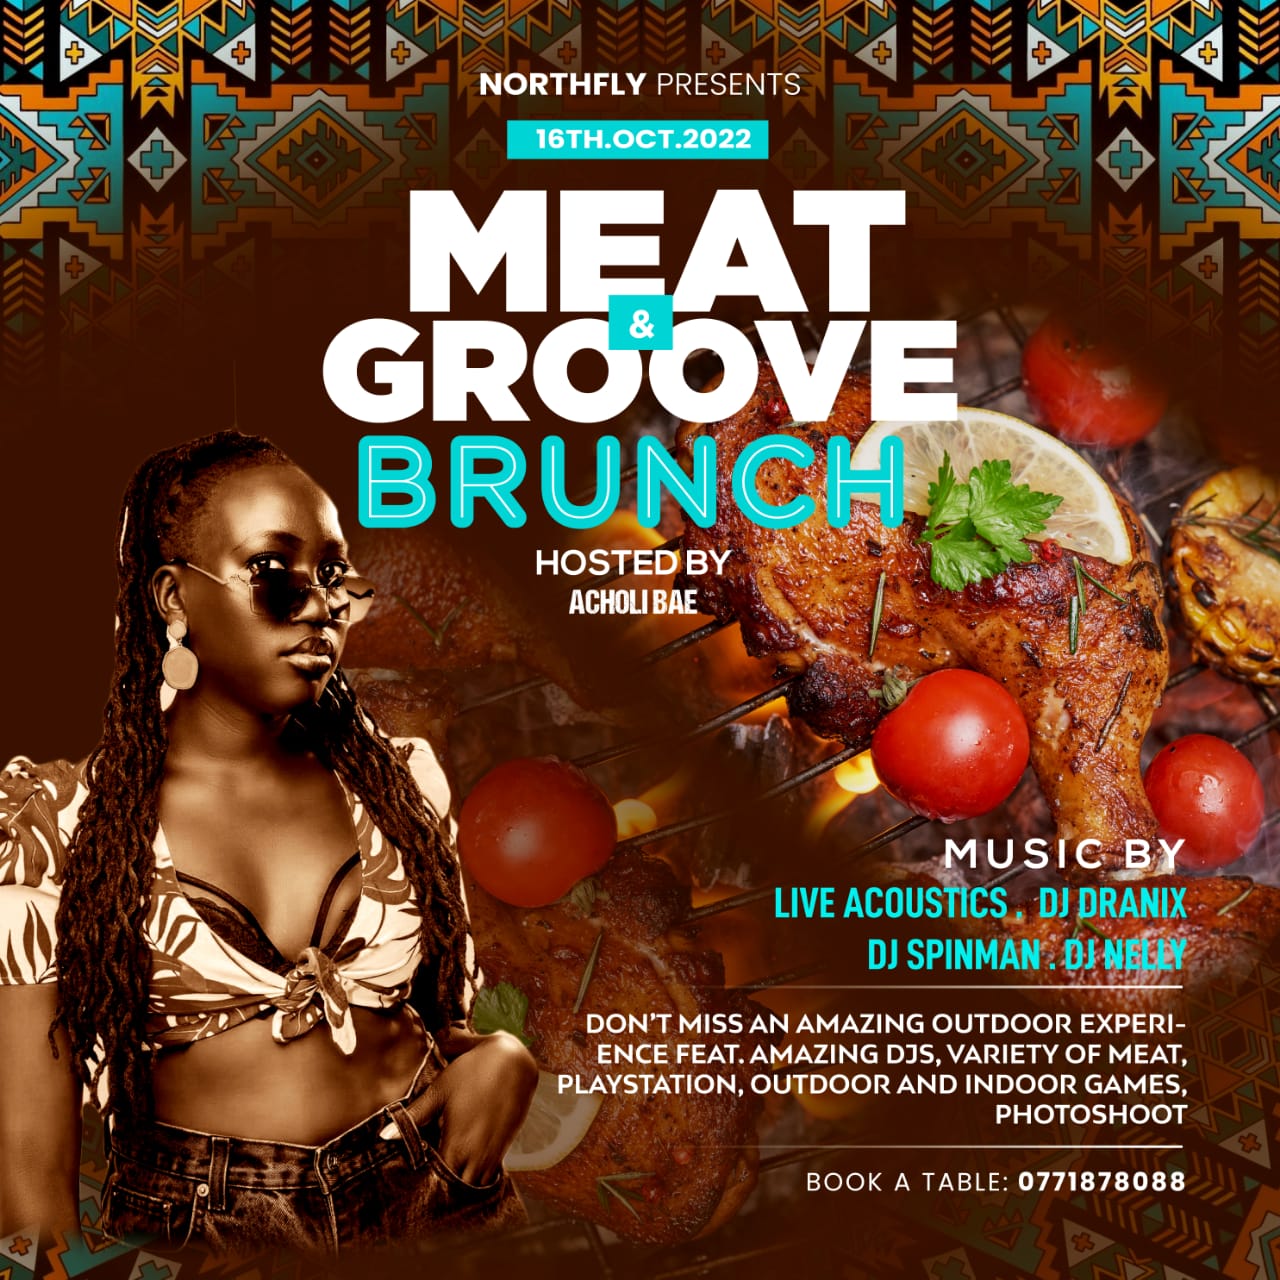 NORTHFLY PRESENTS
16TH.OCT.2022
MEAT
&
GROOVE
BRUNCH
HOSTED BY
ACHOLI BAE
MUSIC BY
LIVE ACOUSTICS , DJ DRANIX
DJ SPINMAN . DJ NELLY
DON'T MISS AN AMAZING OUTDOOR EXPERI-
ENCE FEAT. AMAZING DJS, VARIETY OF MEAT,
PLAYSTATION, OUTDOOR AND INDOOR GAMES,
PHOTOSHOOT
BOOK A TABLE: 0771878088